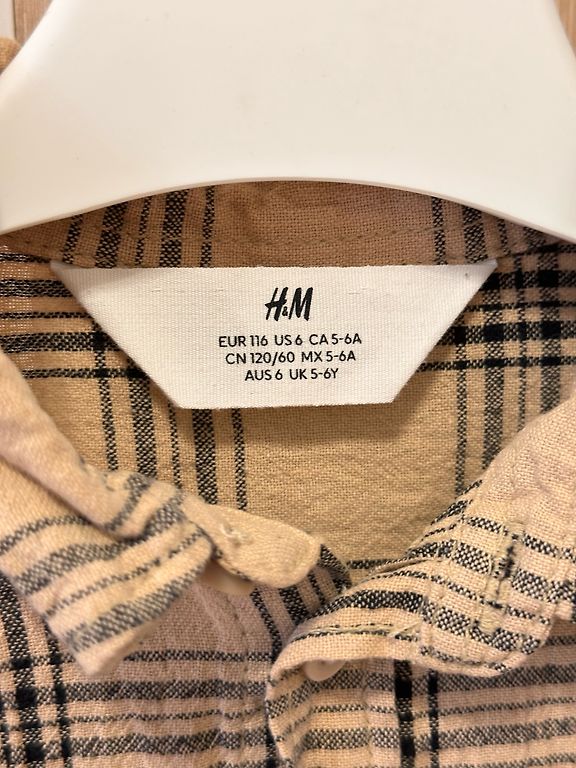 H&M
EUR 116 US 6 CA 5-6A
CN 120/60 MX 5-6A
AUS 6 UK 5-6Y